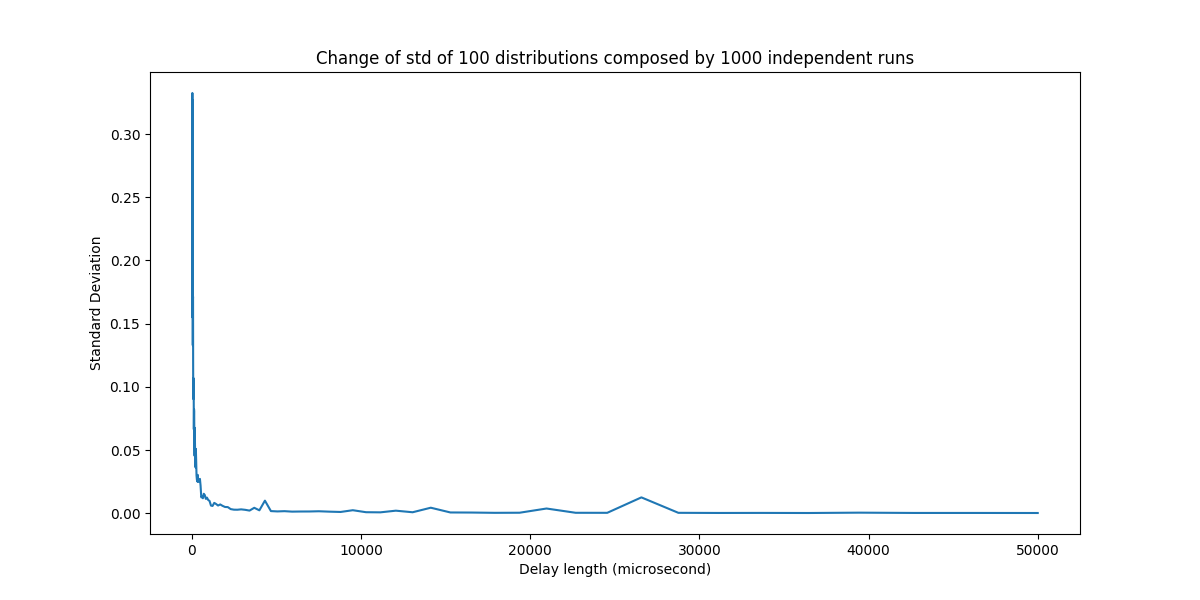 Change of std of 100 distributions composed by 1000 independent runs
Standard Deviation
0.30
0.25
0.20
0.15
0.10
0.05
0.00
0 10000 20000 30000 40000 50000
Delay length (microsecond)